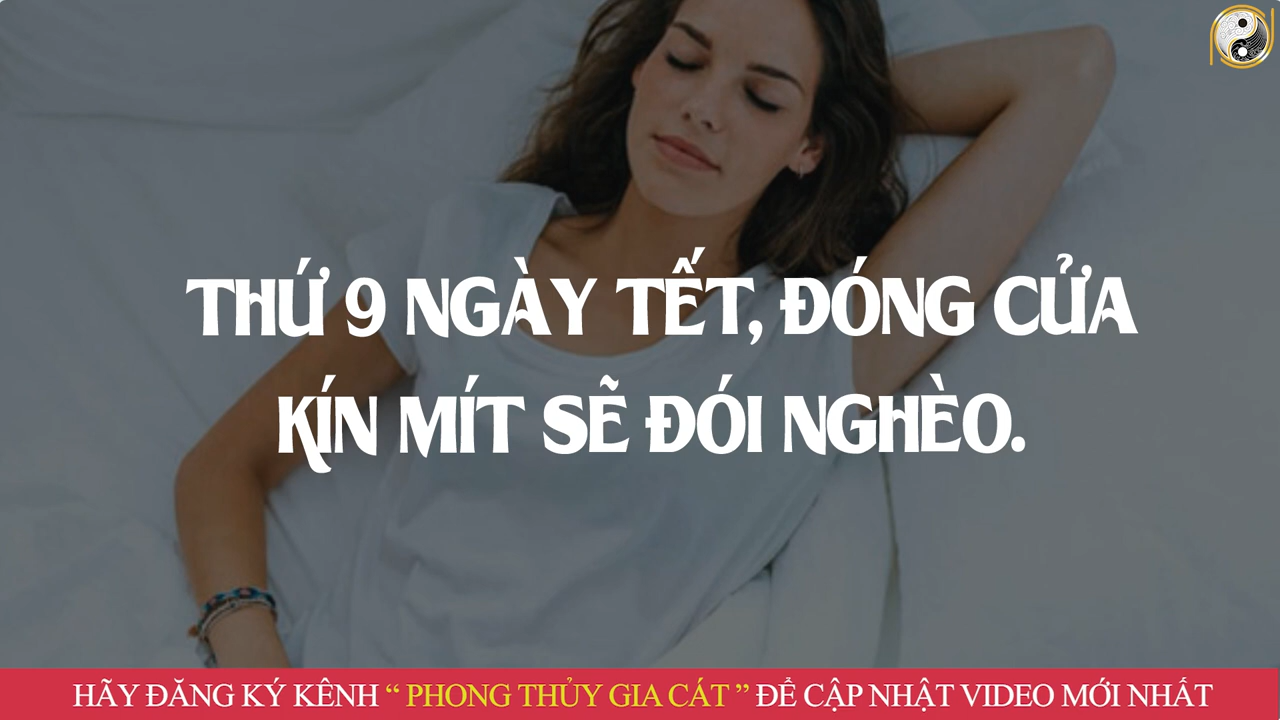 THỨ 9 NGÀY TẾT, ĐÓNG CỬA
KÍN MÍT SẼ ĐÓI NGHÈO.
HÃY ĐĂNG KÝ KÊNH “ PHONG THỦY GIA CÁT ” ĐỂ CẬP NHẬT VIDEO MỚI NHẤT